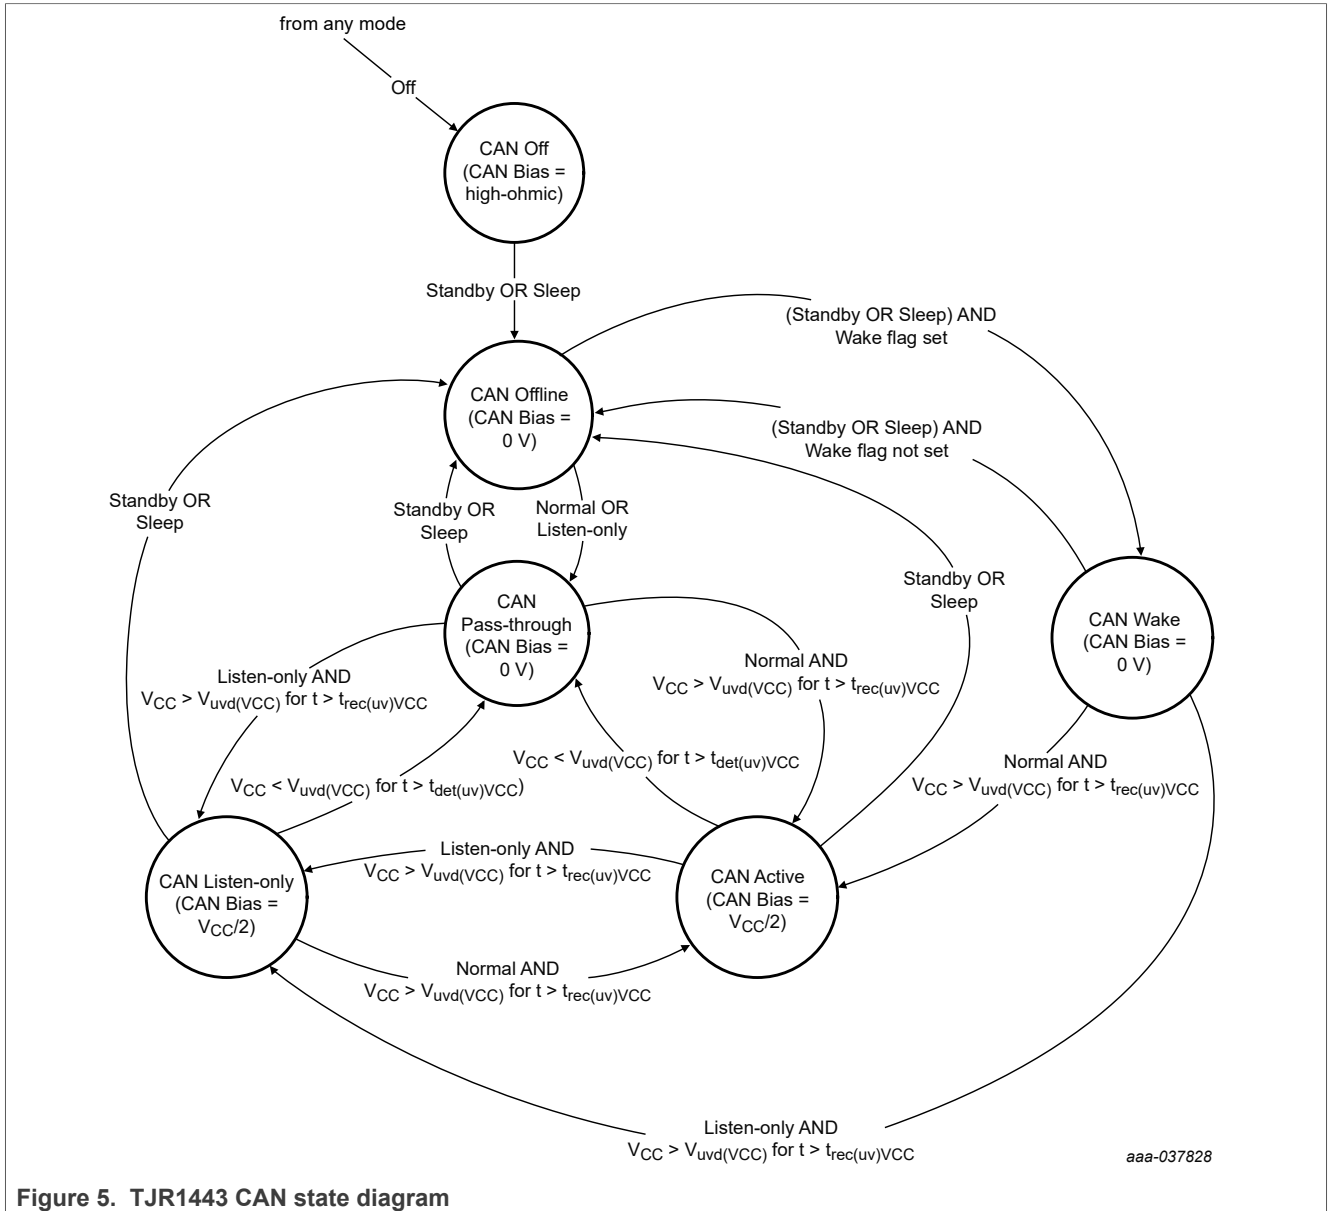 from any mode
Off
CAN Off
(CAN Bias =
high-ohmic)
Standby OR Sleep
(Standby OR Sleep) AND
Wake flag set
CAN Offline
(CAN Bias =
0 V)
(Standby OR Sleep) AND
Wake flag not set
Standby OR
Sleep
Standby OR
Sleep
Normal OR
Listen-only
Standby OR
Sleep
CAN
Pass-through
(CAN Bias =
0 V)
CAN Wake
(CAN Bias =
0 V)
Listen-only AND
VCC > Vuvd(VCC) for t > trec(uv)VCC
Normal AND
VCC > Vuvd(VCC) for t > trec(uv)VCC
VCC < Vuvd(VCC) for t > tdet(uv)VCC)
VCC < Vuvd(VCC) for t > tdet(uv)VCC
Normal AND
VCC > Vuvd(VCC) for t > trec(uv)VCC
CAN Listen-only
(CAN Bias =
VCC/2)
Listen-only AND
VCC > Vuvd(VCC) for t > trec(uv)VCC
CAN Active
(CAN Bias =
VCC/2)
Normal AND
VCC > Vuvd(VCC) for t > trec(uv)VCC
Listen-only AND
VCC > Vuvd(VCC) for t > trec(uv)VCC
aaa-037828
Figure 5. TJR1443 CAN state diagram